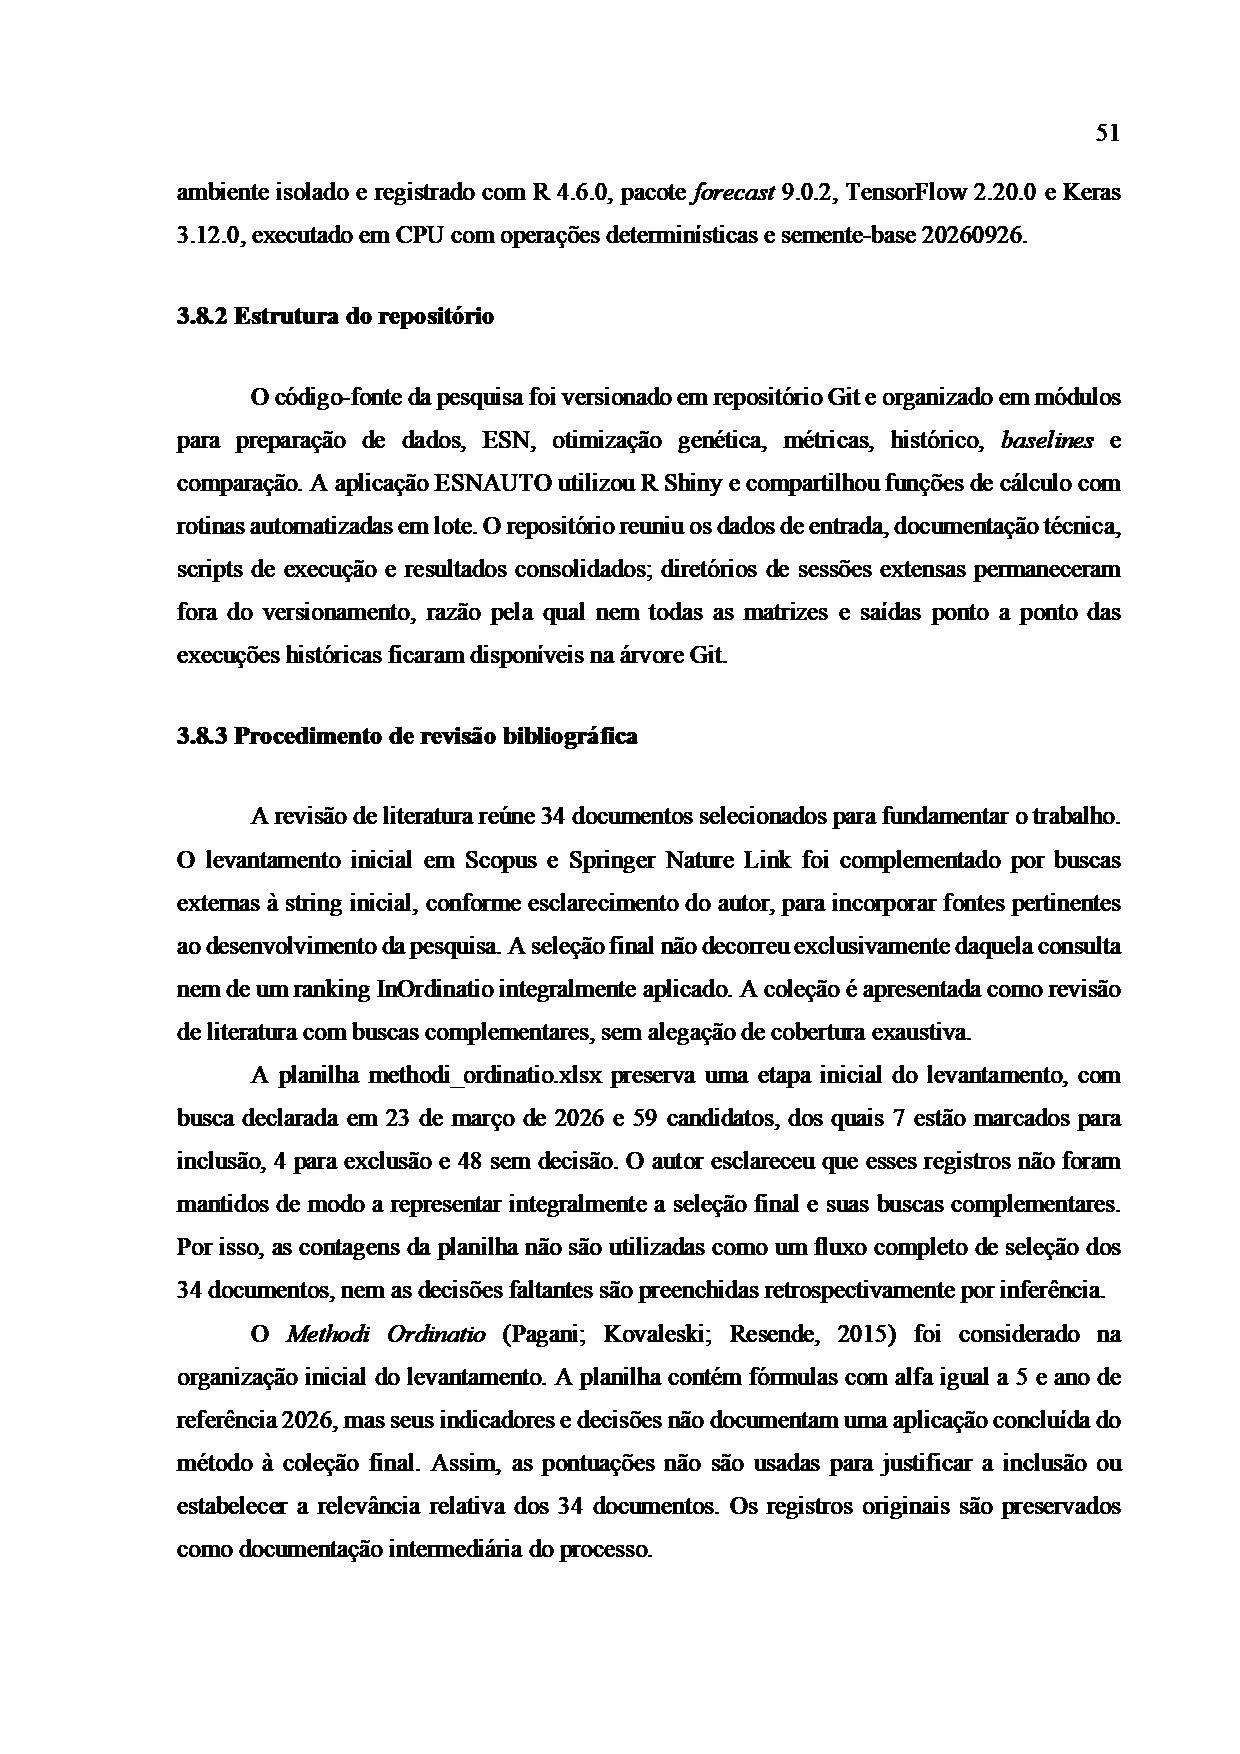 51
ambiente isolado e registrado com R 4.6.0, pacote forecast 9.0.2, TensorFlow 2.20.0 e Keras
3.12.0, executado em CPU com operações determinísticas e semente-base 20260926.
3.8.2 Estrutura do repositório
O código-fonte da pesquisa foi versionado em repositório Git e organizado em módulos
para preparação de dados, ESN, otimização genética, métricas, histórico, baselines e
comparação. A aplicação ESNAUTO utilizou R Shiny e compartilhou funções de cálculo com
rotinas automatizadas em lote. O repositório reuniu os dados de entrada, documentação técnica,
scripts de execução e resultados consolidados; diretórios de sessões extensas permaneceram
fora do versionamento, razão pela qual nem todas as matrizes e saídas ponto a ponto das
execuções históricas ficaram disponíveis na árvore Git.
3.8.3 Procedimento de revisão bibliográfica
A revisão de literatura reúne 34 documentos selecionados para fundamentar o trabalho.
O levantamento inicial em Scopus e Springer Nature Link foi complementado por buscas
externas à string inicial, conforme esclarecimento do autor, para incorporar fontes pertinentes
ao desenvolvimento da pesquisa. A seleção final não decorreu exclusivamente daquela consulta
nem de um ranking InOrdinatio integralmente aplicado. A coleção é apresentada como revisão
de literatura com buscas complementares, sem alegação de cobertura exaustiva.
A planilha methodi_ordinatio.xlsx preserva uma etapa inicial do levantamento, com
busca declarada em 23 de março de 2026 e 59 candidatos, dos quais 7 estão marcados para
inclusão, 4 para exclusão e 48 sem decisão. O autor esclareceu que esses registros não foram
mantidos de modo a representar integralmente a seleção final e suas buscas complementares.
Por isso, as contagens da planilha não são utilizadas como um fluxo completo de seleção dos
34 documentos, nem as decisões faltantes são preenchidas retrospectivamente por inferência.
O Methodi Ordinatio (Pagani; Kovaleski; Resende, 2015) foi considerado na
organização inicial do levantamento. A planilha contém fórmulas com alfa igual a 5 e ano de
referência 2026, mas seus indicadores e decisões não documentam uma aplicação concluída do
método à coleção final. Assim, as pontuações não são usadas para justificar a inclusão ou
estabelecer a relevância relativa dos 34 documentos. Os registros originais são preservados
como documentação intermediária do processo.